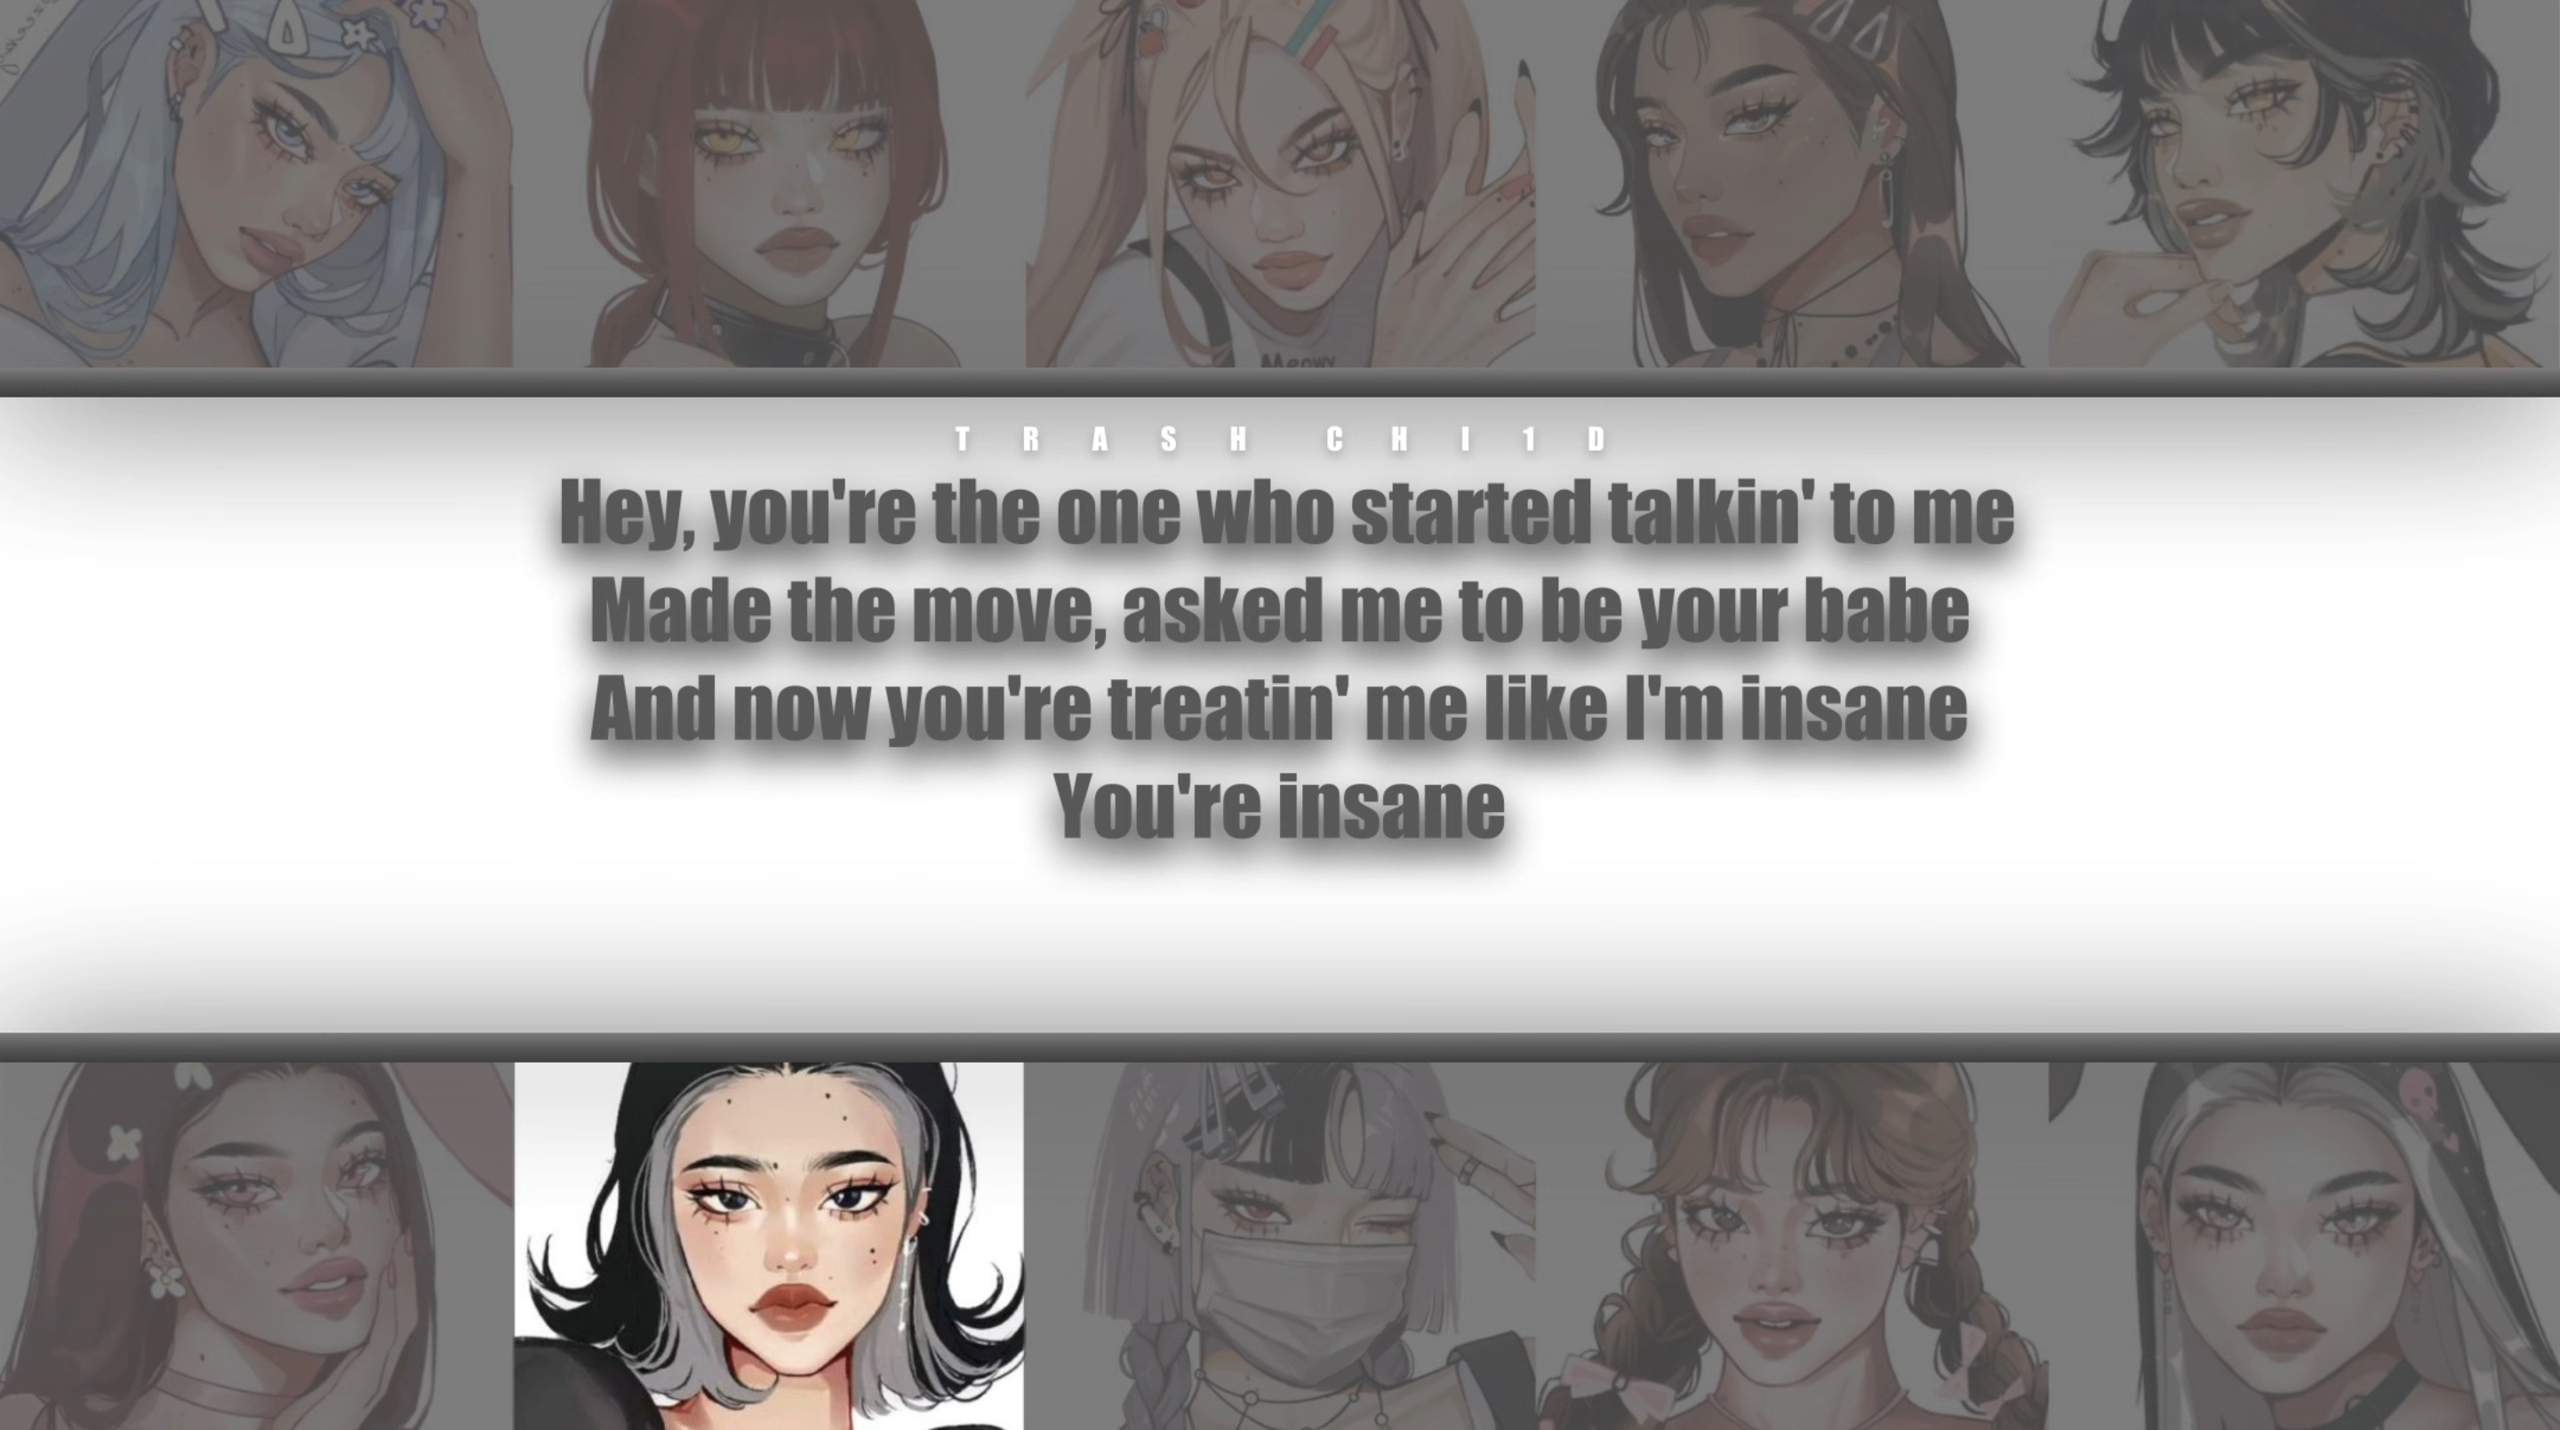 T R A S H C H I 1 D
Hey, you're the one who started talkin' to me
Made the move, asked me to be your babe
And now you're treatin' me like I'm insane
You're insane
Meowy